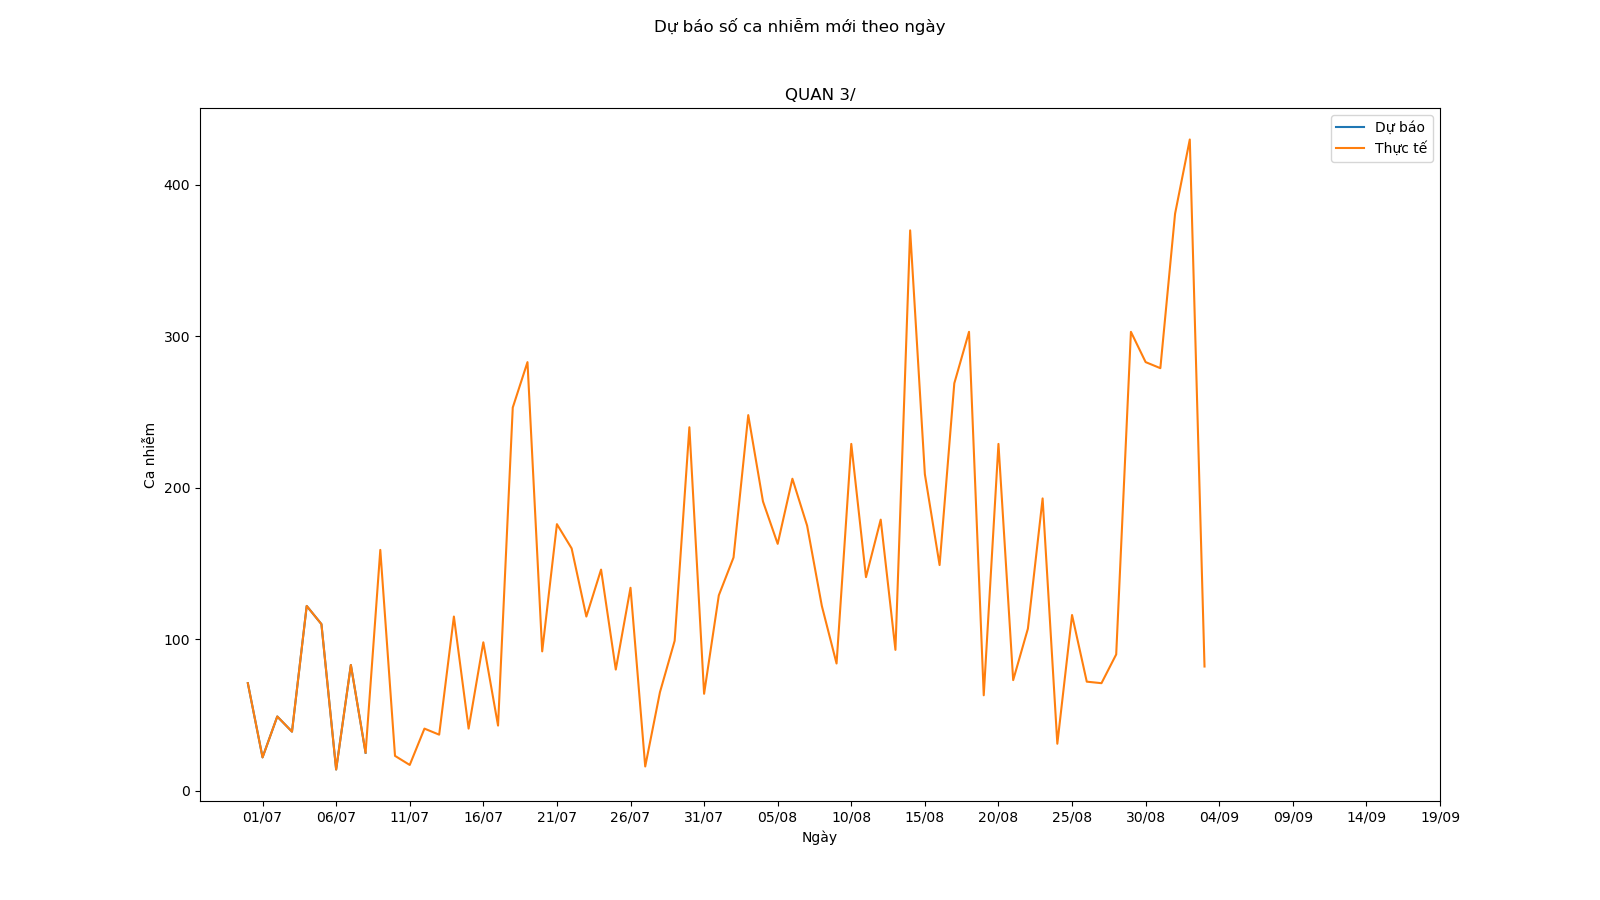 Dự báo số ca nhiễm mới theo ngày
QUAN 3/
Dự báo
Thực tế
400
300
200
100
0
Ca nhiễm
01/07 06/07 11/07 16/07 21/07 26/07 31/07 05/08 10/08 15/08 20/08 25/08 30/08 04/09 09/09 14/09 19/09
Ngày